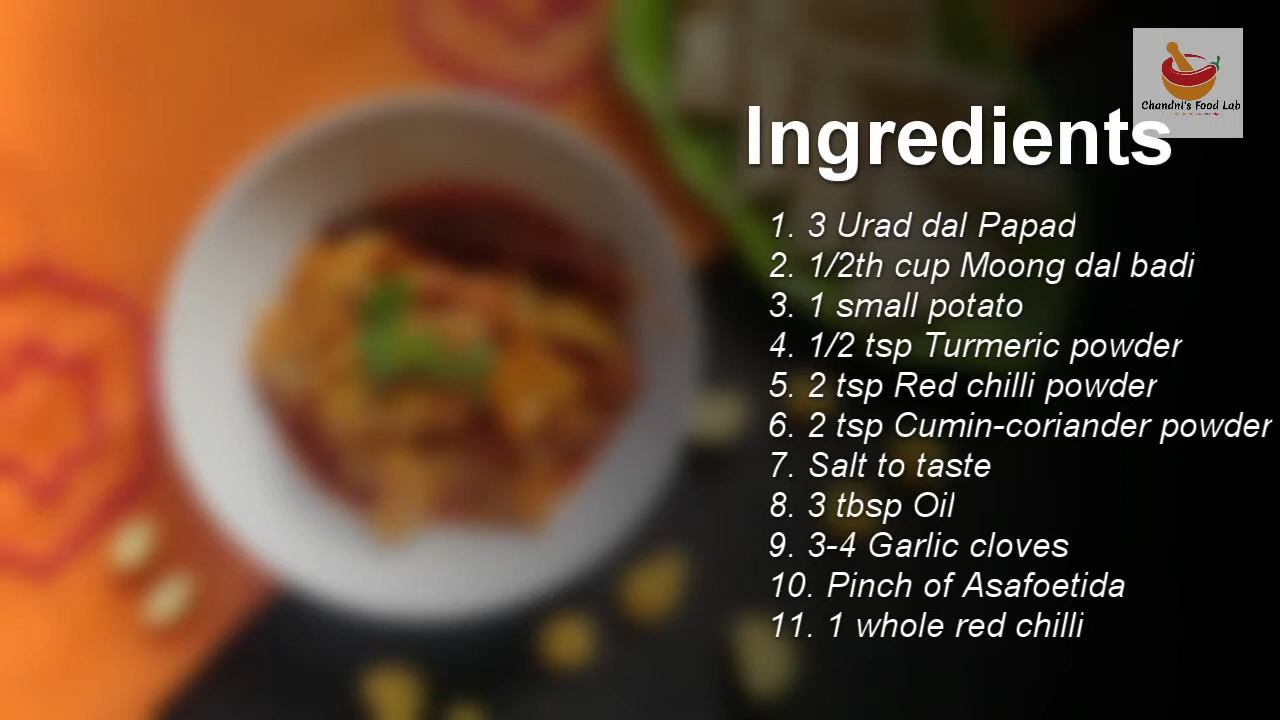 Chandni's Food Lab
Ingredients
1. 3 Urad dal Papad
2. 1/2th cup Moong dal badi
3. 1 small potato
4. 1/2 tsp Turmeric powder
5. 2 tsp Red chilli powder
6. 2 tsp Cumin-coriander powder
7. Salt to taste
8. 3 tbsp Oil
9. 3-4 Garlic cloves
10. Pinch of Asafoetida
11. 1 whole red chilli